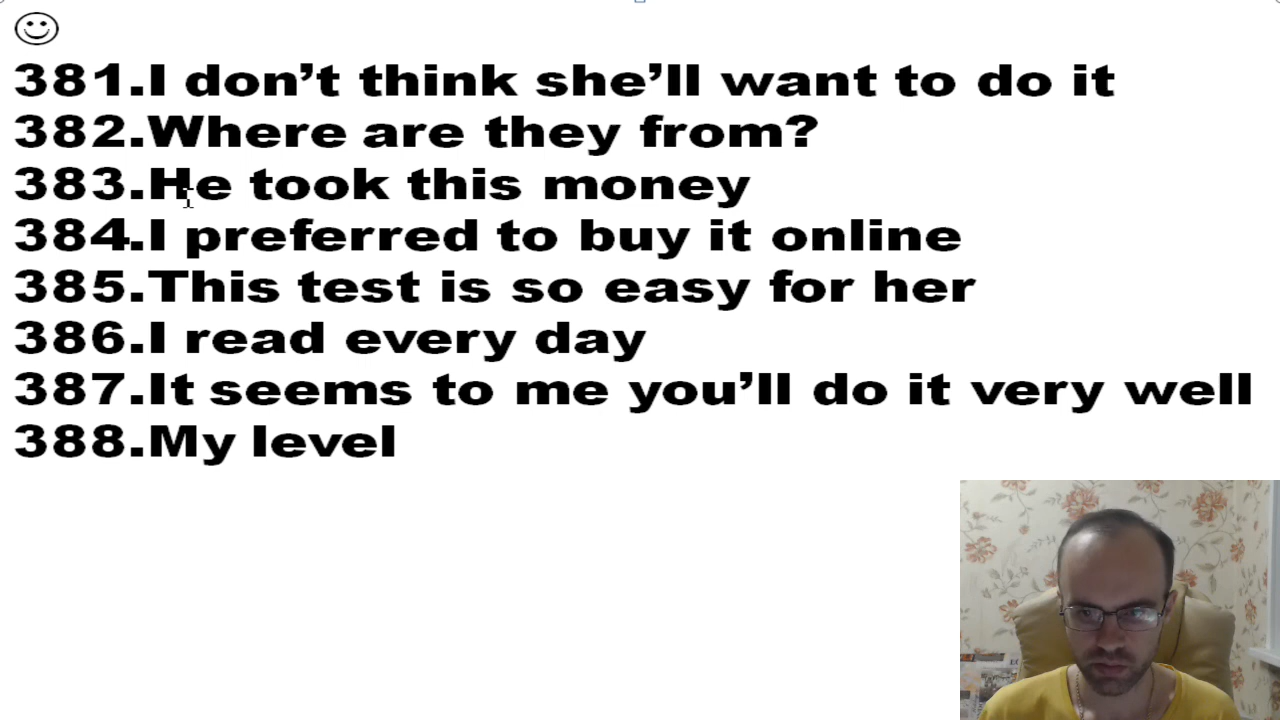 381.I don’t think she’ll want to do it
382.Where are they from?
383.He took this money
384.I preferred to buy it online
385.This test is so easy for her
386.I read every day
387.It seems to me you’ll do it very well
388.My level